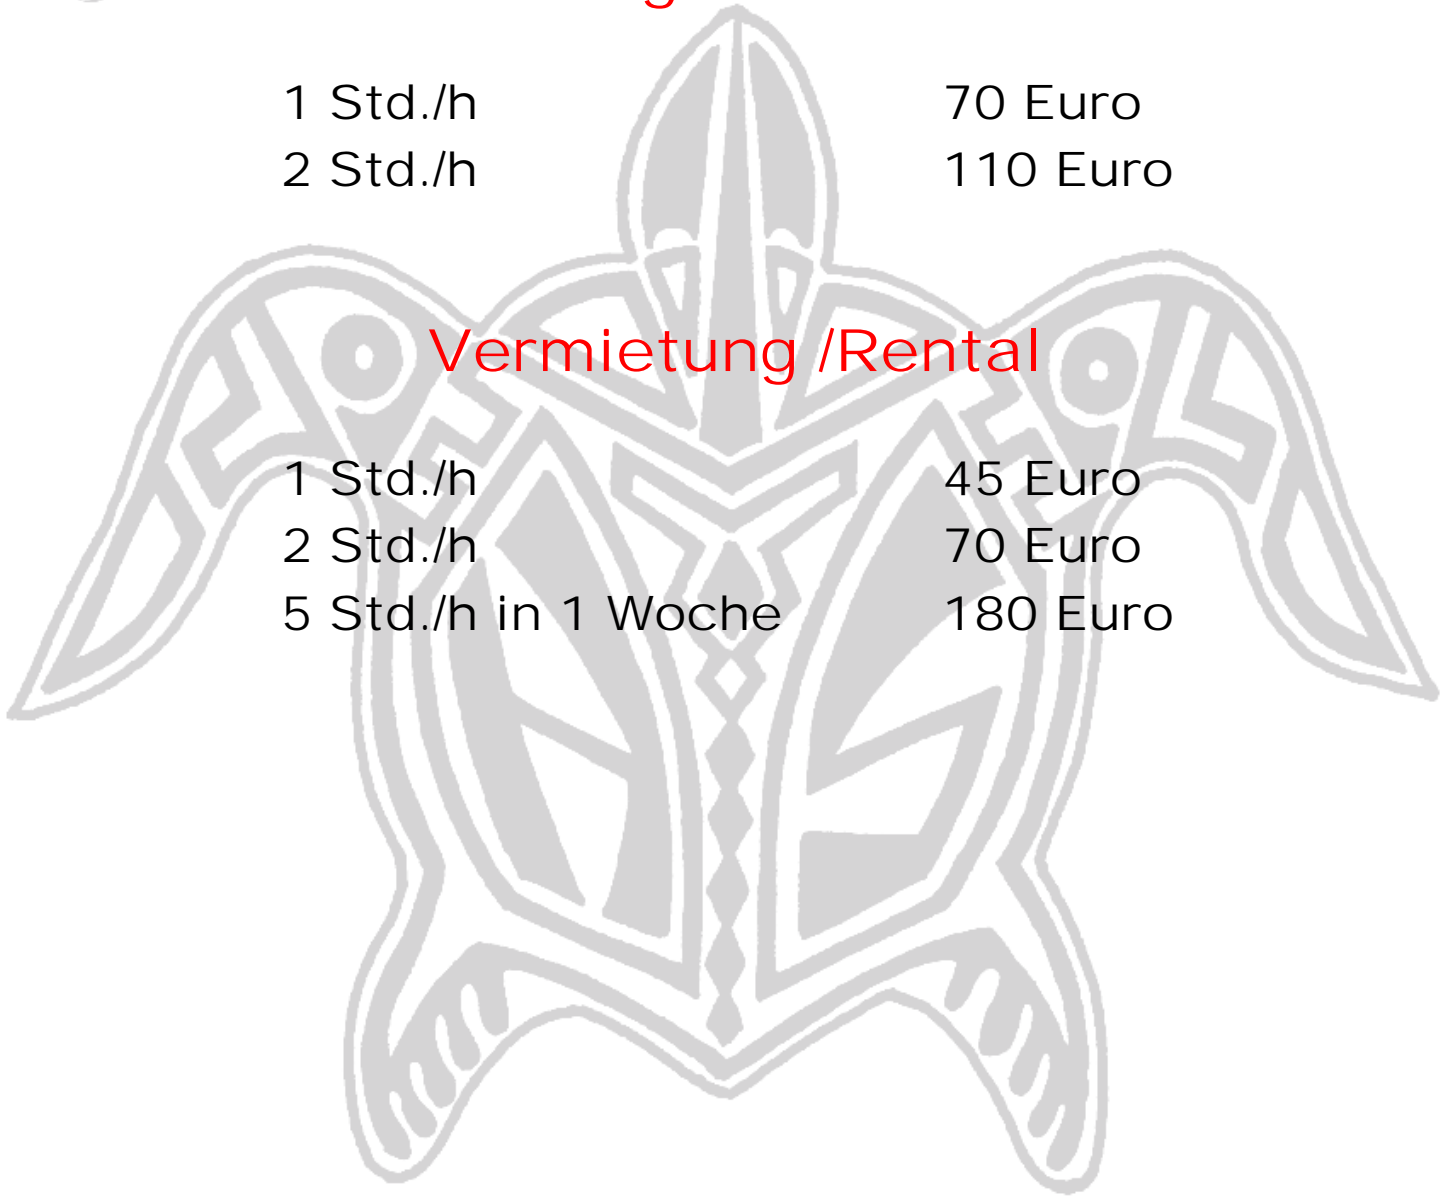 1 Std./h 70 Euro
2 Std./h 110 Euro
Vermietung /Rental
1 Std./h 45 Euro
2 Std./h 70 Euro
5 Std./h in 1 Woche 180 Euro